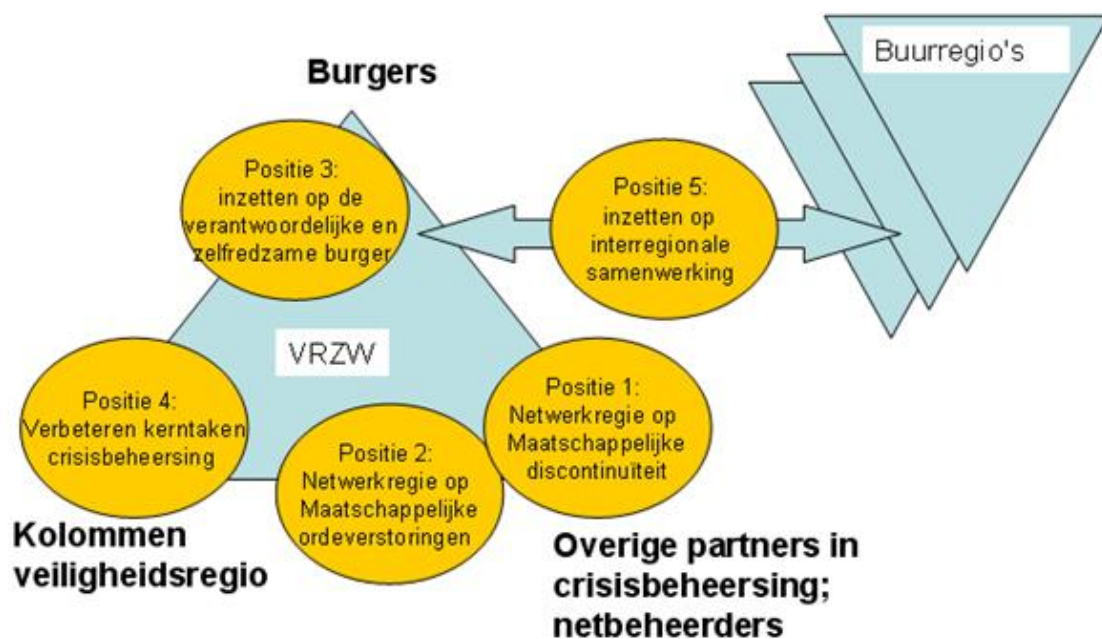 Buurregio's
Burgers
Positie 3:
inzetten op de
verantwoordelijke en
zelfredzame burger
Positie 5:
inzetten op
interregionale
samenwerking
VRZW
Positie 4:
Verbeteren kerntaken
crisisbeheersing
Positie 2:
Netwerkregie op
Maatschappelijke
ordeverstoringen
Positie 1:
Netwerkregie op
Maatschappelijke
discontinuïteit
Kolommen
veiligheidsregio
Overige partners in
crisisbeheersing;
netbeheerders